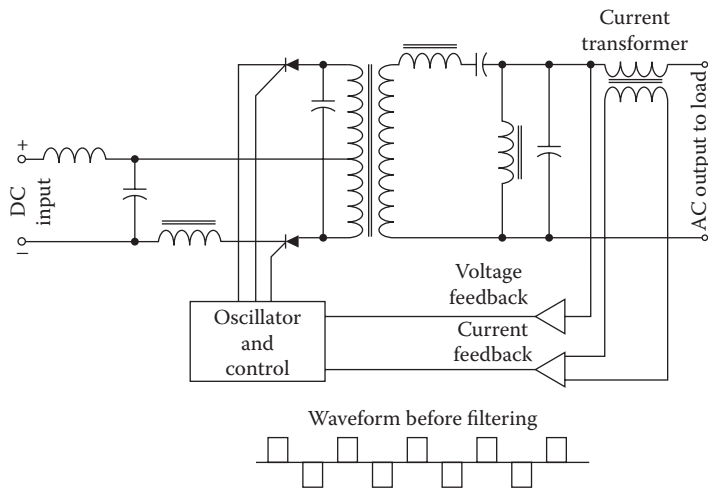 Current
transformer
+
DC
input
–
AC output to load
Voltage
feedback
Oscillator
and
control
Current
feedback
Waveform before filtering